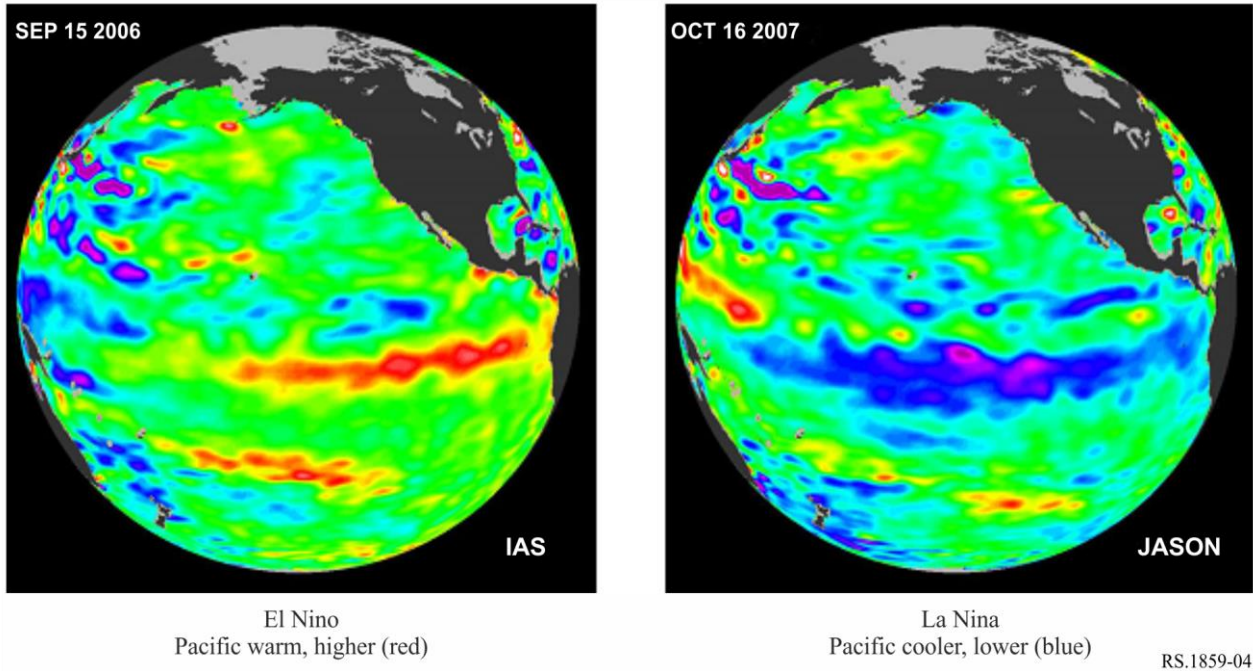 SEP 15 2006
IAS
OCT 16 2007
JASON
El Nino
Pacific warm, higher (red)
La Nina
Pacific cooler, lower (blue)
RS.1859-04